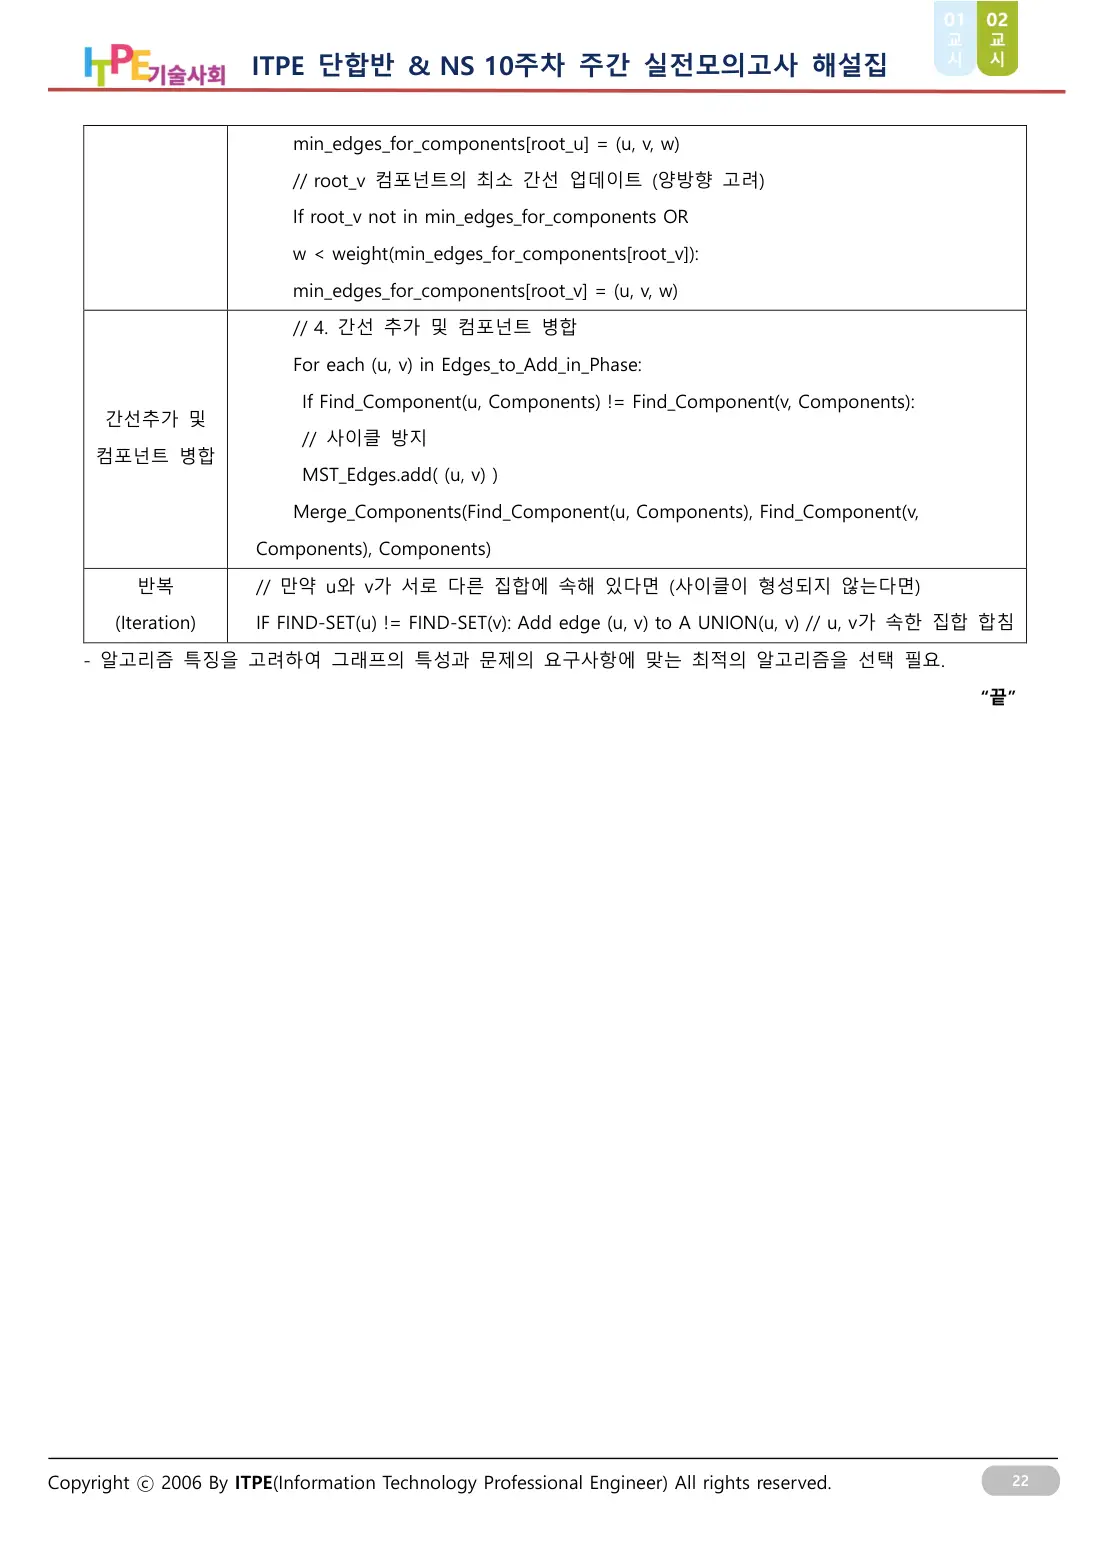 01
교
시
02
교
시
ITPE기술사회
ITPE 단합반 & NS 10주차 주간 실전모의고사 해설집
min_edges_for_components[root_u] = (u, v, w)
// root_v 컴포넌트의 최소 간선 업데이트 (양방향 고려)
If root_v not in min_edges_for_components OR
w < weight(min_edges_for_components[root_v]):
min_edges_for_components[root_v] = (u, v, w)
간선추가 및
컴포넌트 병합
// 4. 간선 추가 및 컴포넌트 병합
For each (u, v) in Edges_to_Add_in_Phase:
If Find_Component(u, Components) != Find_Component(v, Components):
// 사이클 방지
MST_Edges.add( (u, v) )
Merge_Components(Find_Component(u, Components), Find_Component(v,
Components), Components)
반복
(Iteration)
// 만약 u와 v가 서로 다른 집합에 속해 있다면 (사이클이 형성되지 않는다면)
IF FIND-SET(u) != FIND-SET(v): Add edge (u, v) to A UNION(u, v) // u, v가 속한 집합 합침
- 알고리즘 특징을 고려하여 그래프의 특성과 문제의 요구사항에 맞는 최적의 알고리즘을 선택 필요.
“끝”
Copyright ⓒ 2006 By ITPE(Information Technology Professional Engineer) All rights reserved.
22